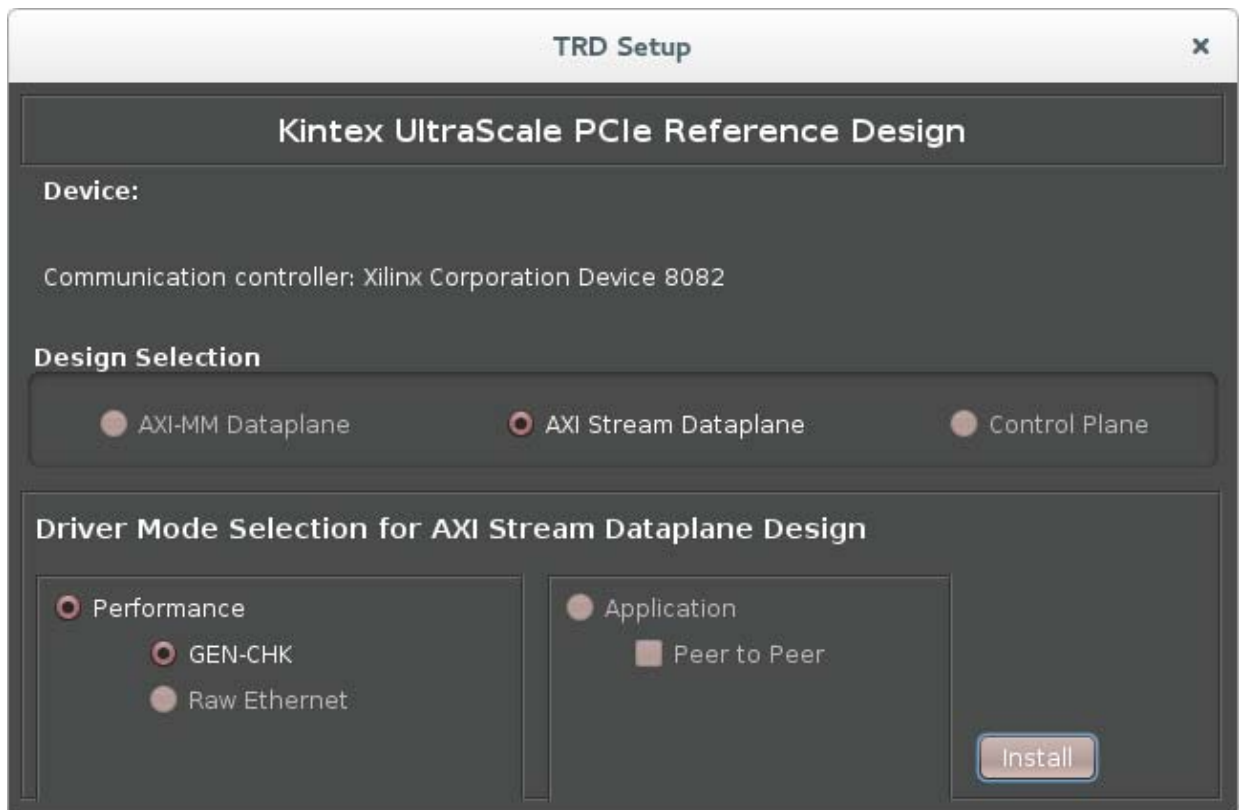 TRD Setup
Kintex UltraScale PCIe Reference Design
Device:
Communication controller: Xilinx Corporation Device 8082
Design Selection
AXI-MM Dataplane AXI Stream Dataplane Control Plane
Driver Mode Selection for AXI Stream Dataplane Design
Performance
GEN-CHK
Raw Ethernet
Application
Peer to Peer
Install